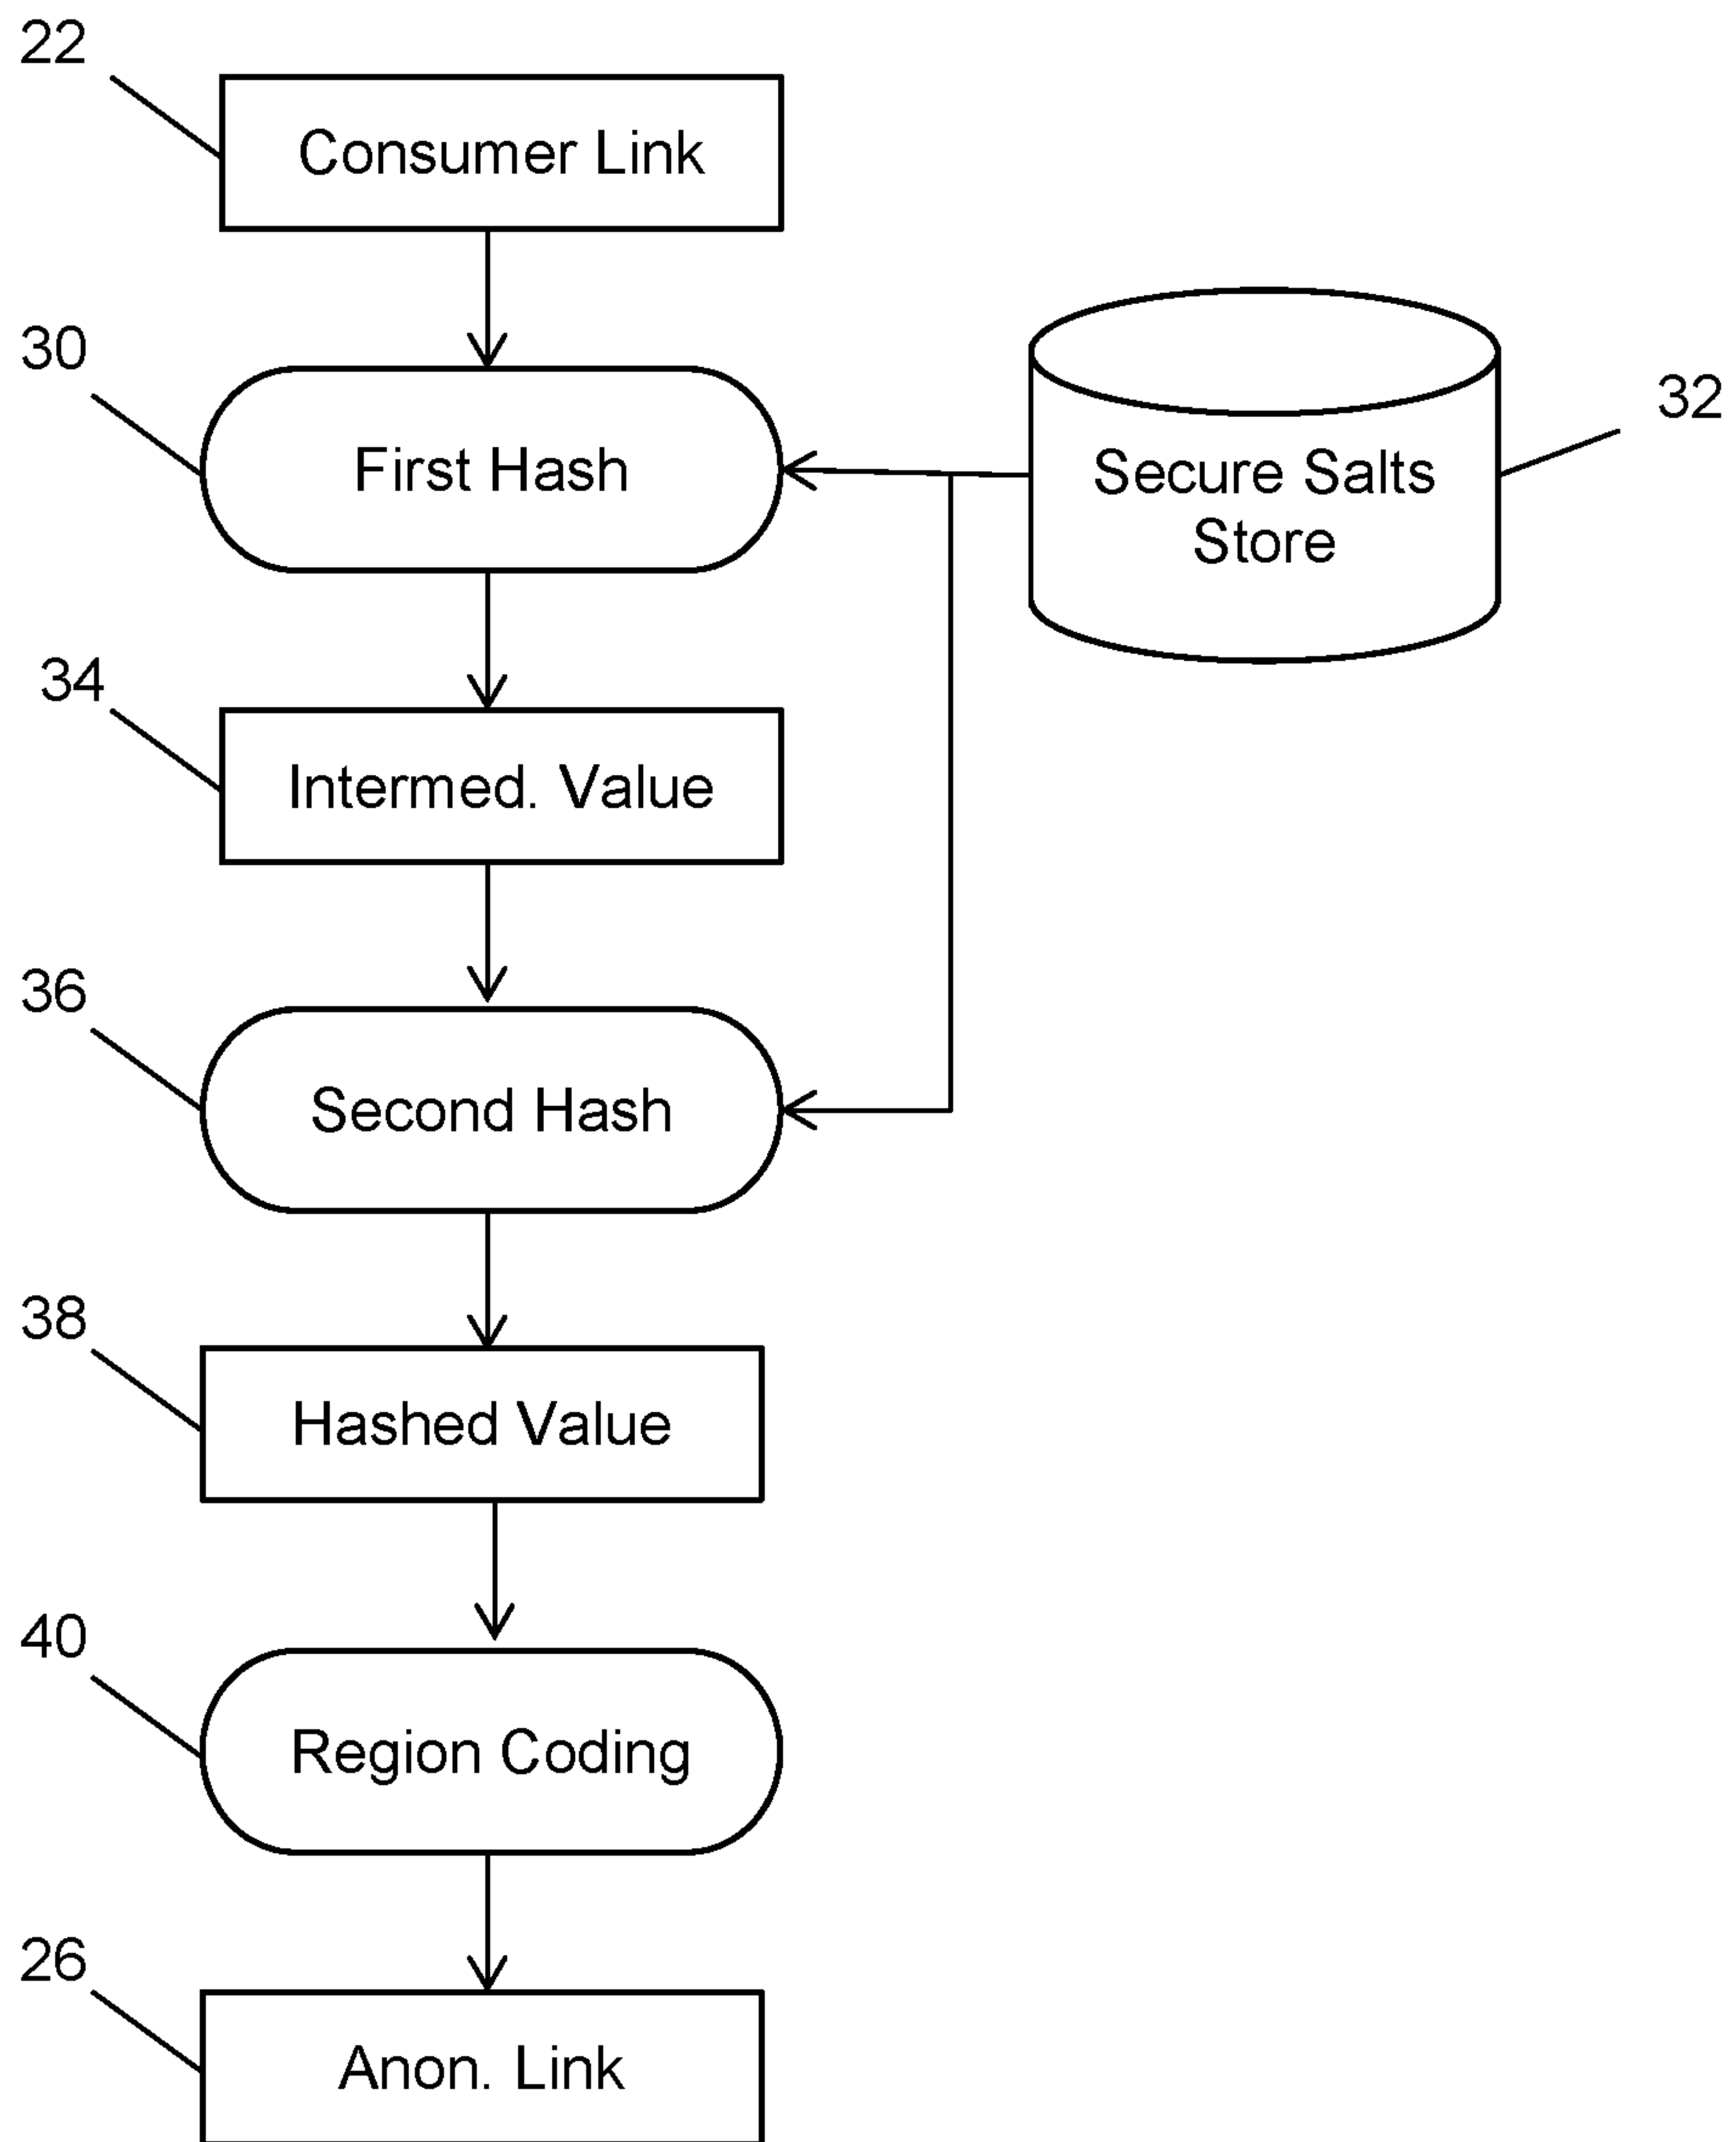 22
Consumer Link
30
First Hash
32
Secure Salts
Store
34
Intermed. Value
36
Second Hash
38
Hashed Value
40
Region Coding
26
Anon. Link